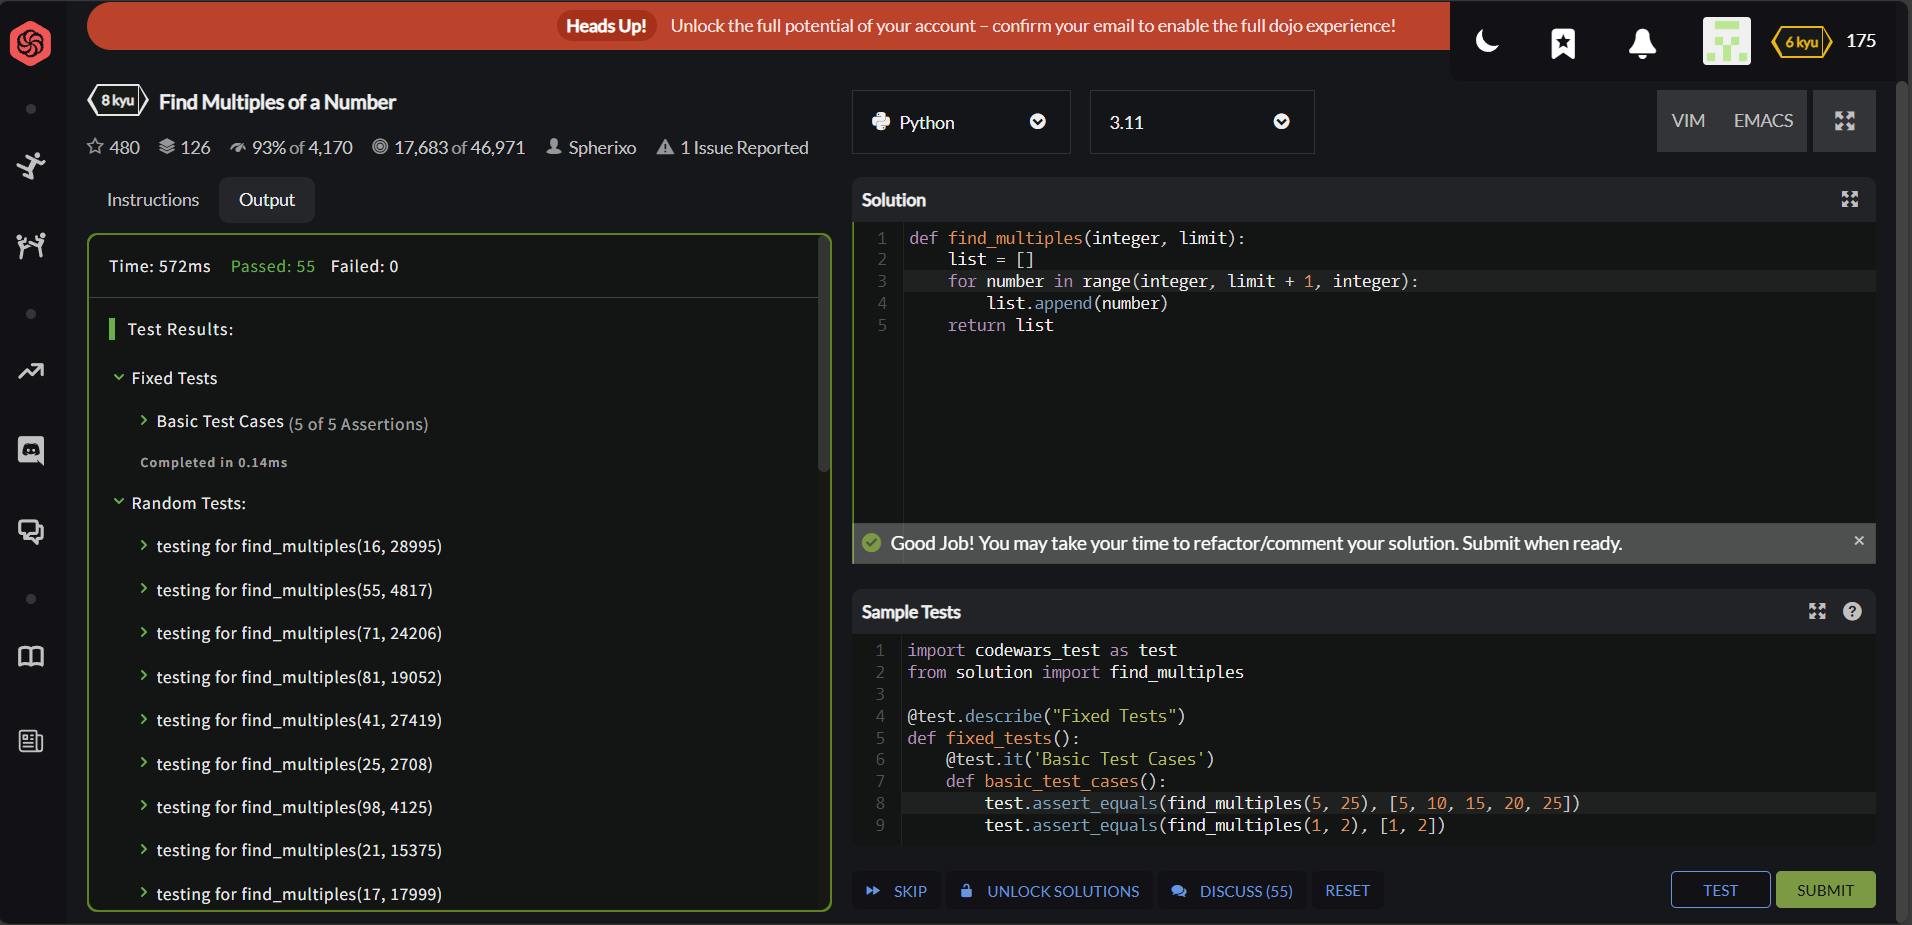 Heads Up! Unlock the full potential of your account – confirm your email to enable the full dojo experience!
6 kyu 175
8 kyu Find Multiples of a Number
480 126 93% of 4,170 17,683 of 46,971 Spherixo 1 Issue Reported
Instructions Output
Time: 572ms Passed: 55 Failed: 0
Test Results:
Fixed Tests
Basic Test Cases (5 of 5 Assertions)
Completed in 0.14ms
Random Tests:
testing for find_multiples(16, 28995)
testing for find_multiples(55, 4817)
testing for find_multiples(71, 24206)
testing for find_multiples(81, 19052)
testing for find_multiples(41, 27419)
testing for find_multiples(25, 2708)
testing for find_multiples(98, 4125)
testing for find_multiples(21, 15375)
testing for find_multiples(17, 17999)
Python 3.11 VIM EMACS
Solution
1 def find_multiples(integer, limit):
2     list = []
3     for number in range(integer, limit + 1, integer):
4         list.append(number)
5     return list
Good Job! You may take your time to refactor/comment your solution. Submit when ready.
Sample Tests
1 import codewars_test as test
2 from solution import find_multiples
3
4 @test.describe("Fixed Tests")
5 def fixed_tests():
6     @test.it('Basic Test Cases')
7     def basic_test_cases():
8         test.assert_equals(find_multiples(5, 25), [5, 10, 15, 20, 25])
9         test.assert_equals(find_multiples(1, 2), [1, 2])
SKIP UNLOCK SOLUTIONS DISCUSS (55) RESET TEST SUBMIT